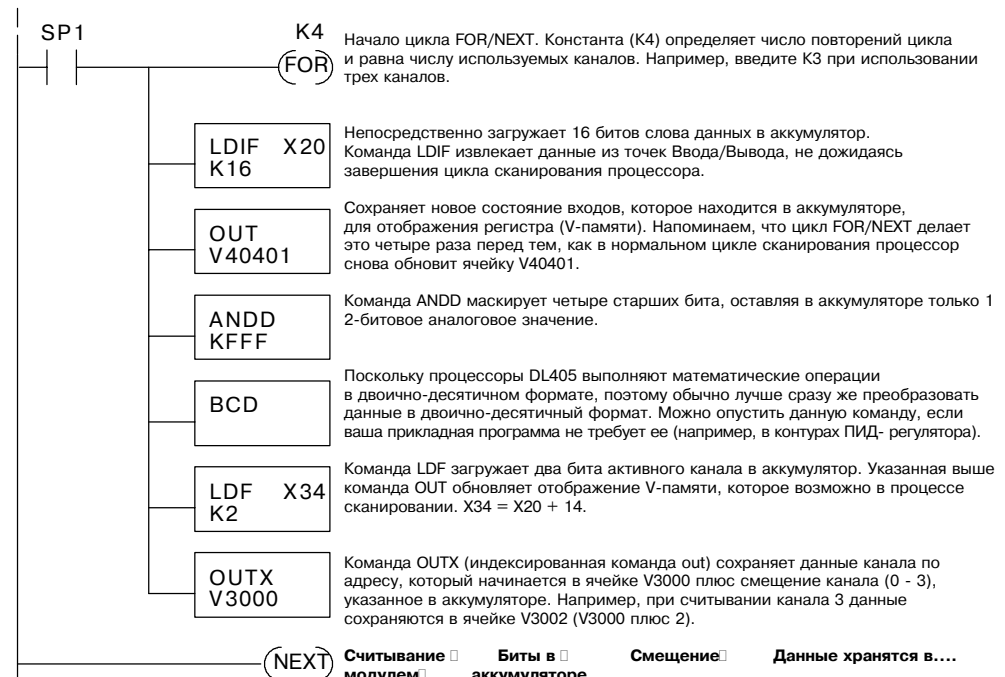 SP1
K4
(FOR)
Начало цикла FOR/NEXT. Константа (K4) определяет число повторений цикла
и равна числу используемых каналов. Например, введите K3 при использовании
трех каналов.
LDIF X20
K16
Непосредственно загружает 16 битов слова данных в аккумулятор.
Команда LDIF извлекает данные из точек Ввода/Вывода, не дожидаясь
завершения цикла сканирования процессора.
OUT
V40401
Сохраняет новое состояние входов, которое находится в аккумуляторе,
для отображения регистра (V-памяти). Напоминаем, что цикл FOR/NEXT делает
это четыре раза перед тем, как в нормальном цикле сканирования процессор
снова обновит ячейку V40401.
ANDD
KFFF
Команда ANDD маскирует четыре старших бита, оставляя в аккумуляторе только 1
2-битовое аналоговое значение.
BCD
Поскольку процессоры DL405 выполняют математические операции
в двоично-десятичном формате, поэтому обычно лучше сразу же преобразовать
данные в двоично-десятичный формат. Можно опустить данную команду, если
ваша прикладная программа не требует ее (например, в контурах ПИД- регулятора).
LDF X34
K2
Команда LDF загружает два бита активного канала в аккумулятор. Указанная выше
команда OUT обновляет отображение V-памяти, которое возможно в процессе
сканировании. X34 = X20 + 14.
OUTX
V3000
Команда OUTX (индексированная команда out) сохраняет данные канала по
адресу, который начинается в ячейке V3000 плюс смещение канала (0 - 3),
указанное в аккумуляторе. Например, при считывании канала 3 данные
сохраняются в ячейке V3002 (V3000 плюс 2).
(NEXT)
Считывание Биты в Смещение Данные хранятся в....
модулем аккумуляторе